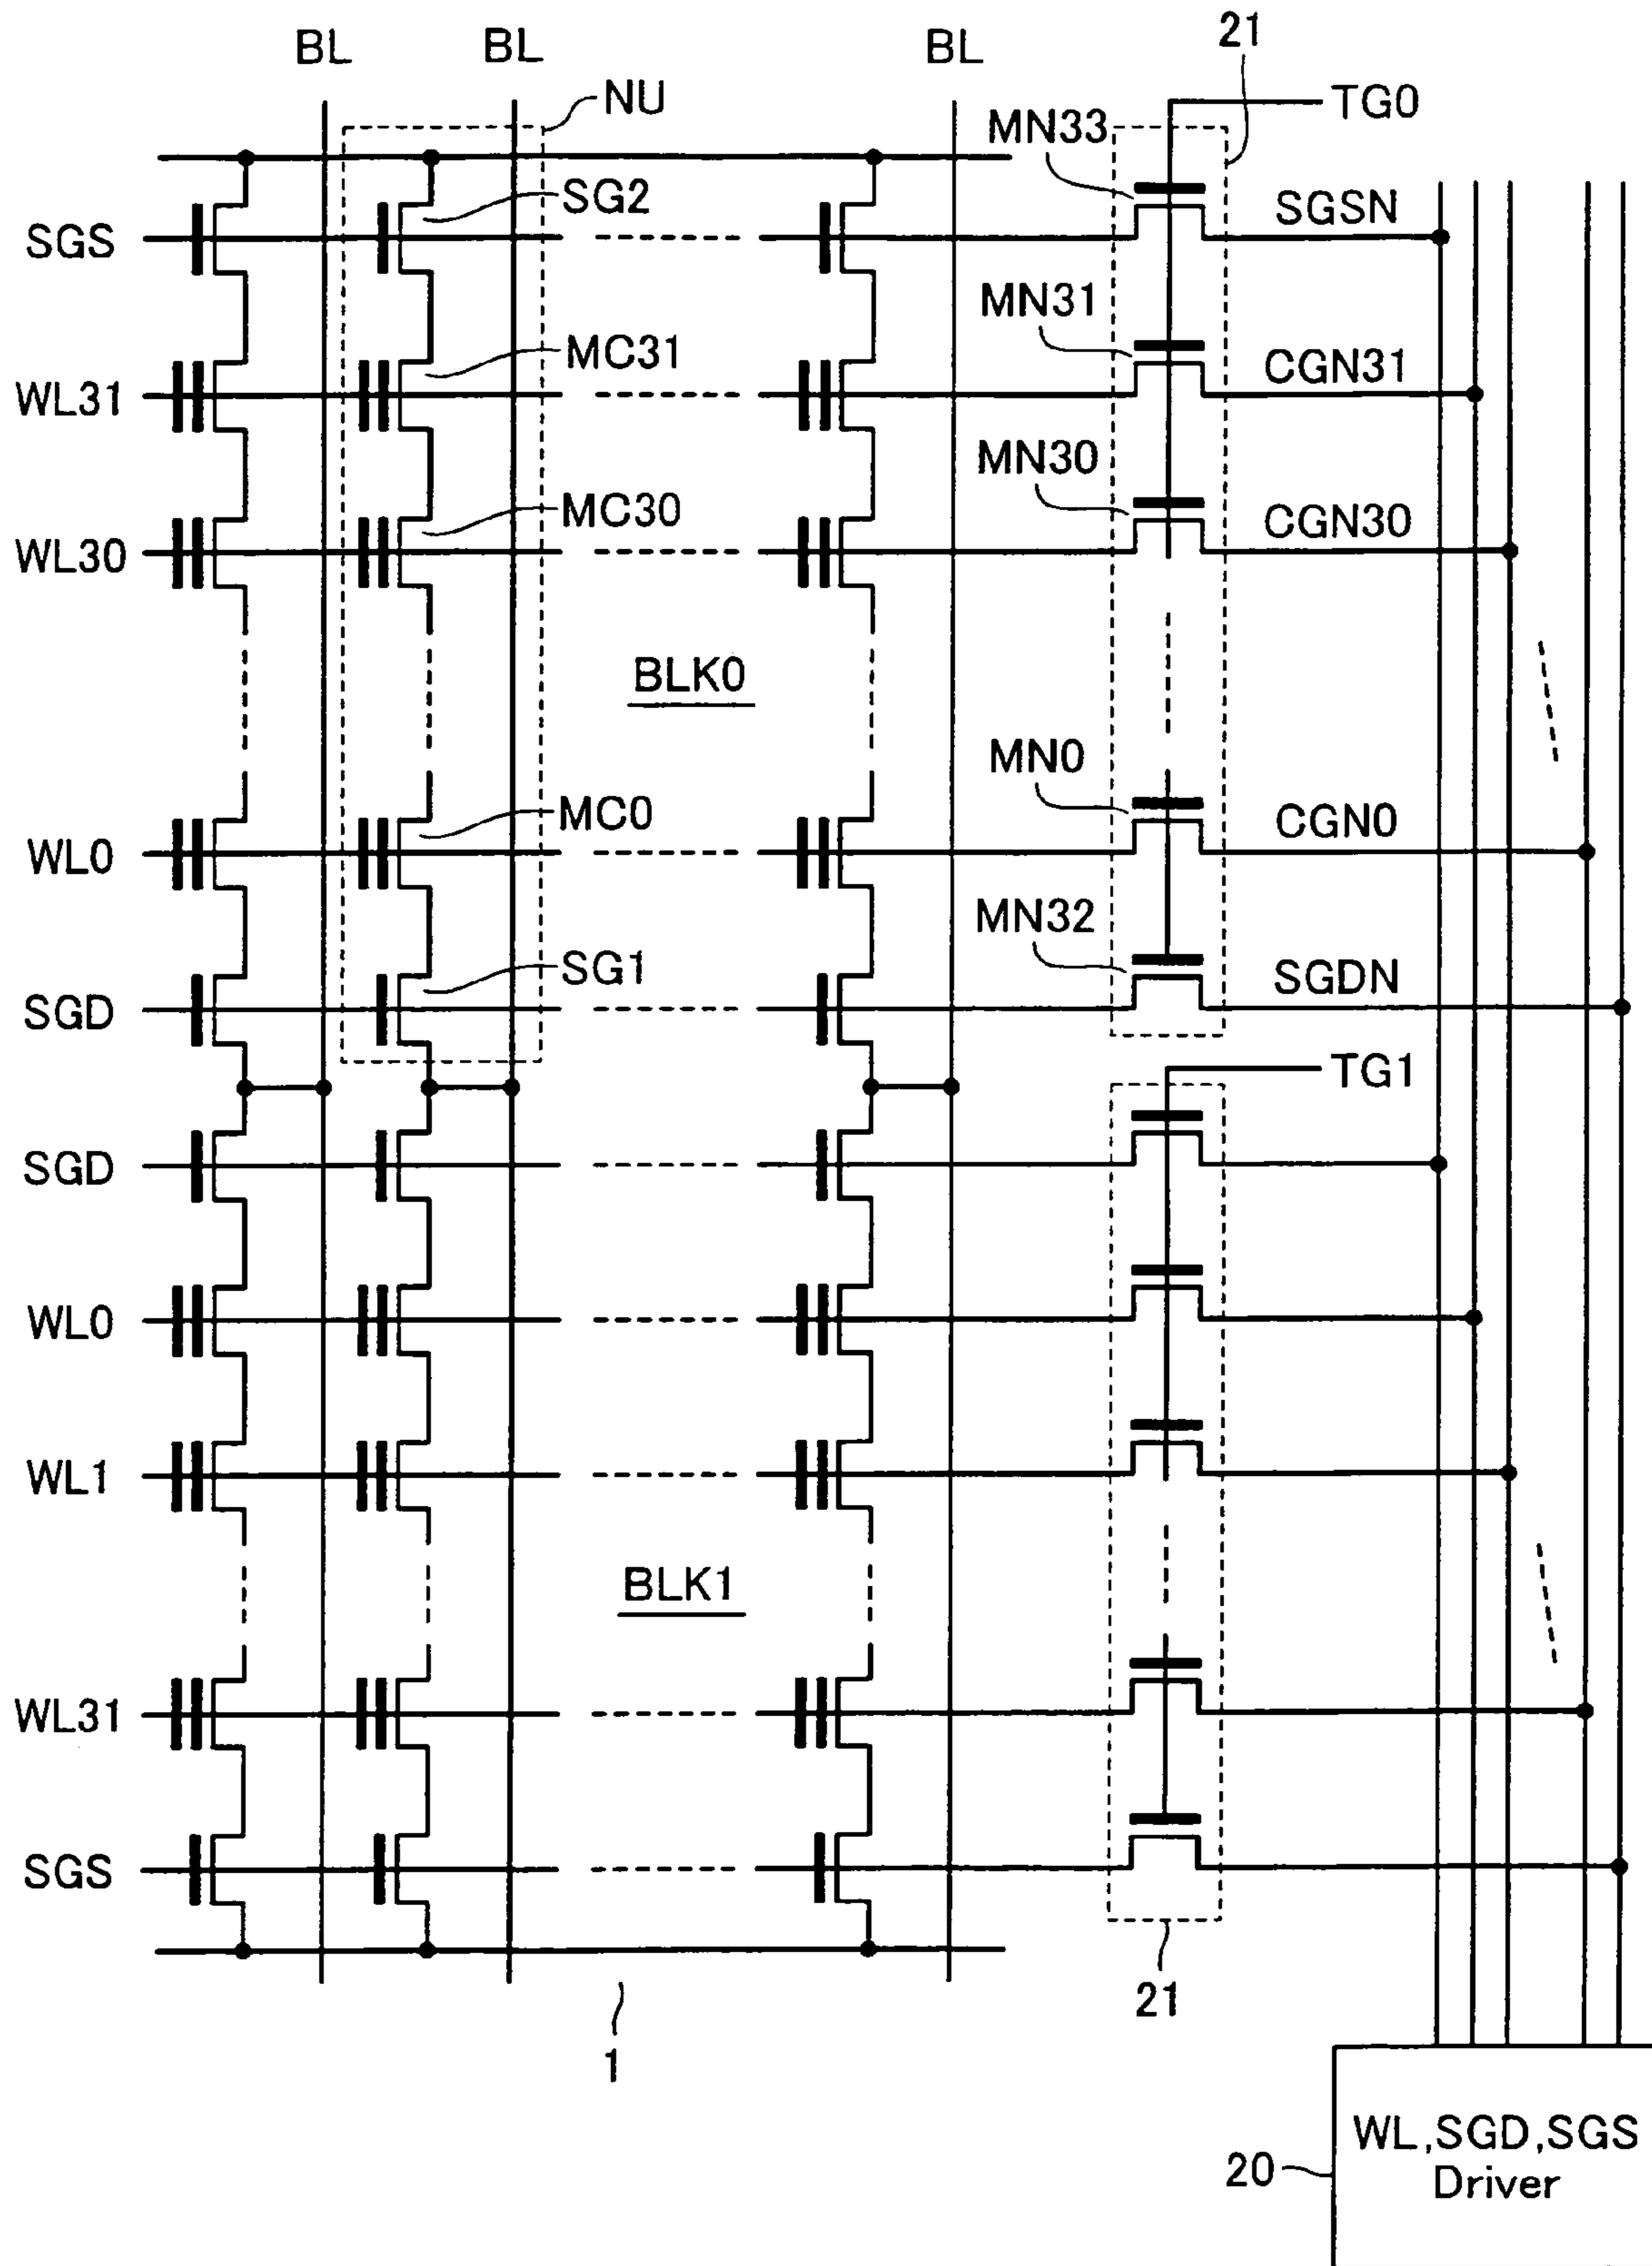 BL BL BL 21
NU TG0
MN33
SGS SG2 SGSN
MN31
WL31 MC31 CGN31
MN30
WL30 MC30 CGN30
BLK0
MN0
WL0 MC0 CGN0
MN32
SGD SG1 SGDN
TG1
SGD
WL0
WL1
BLK1
WL31
SGS
21
1
WL,SGD,SGS
20 Driver